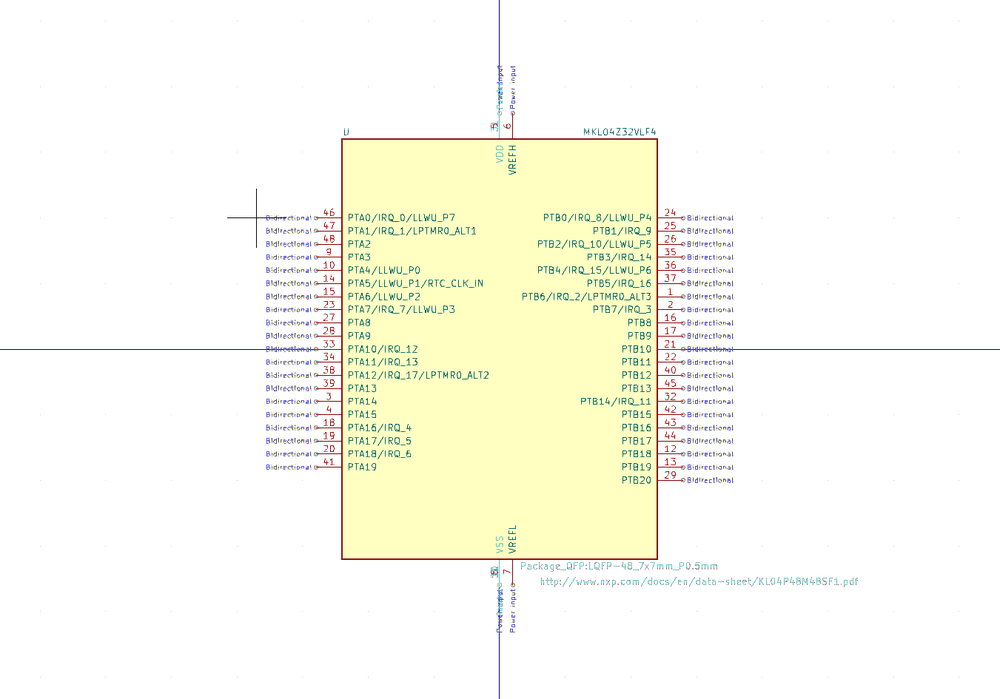 Power input
U MKL04Z32VLF4
6
VDD VREFH
Bidirectional 46 PTA0/IRQ_0/LLWU_P7 PTB0/IRQ_8/LLWU_P4 24 Bidirectional
Bidirectional 47 PTA1/IRQ_1/LPTMR0_ALT1 PTB1/IRQ_9 25 Bidirectional
Bidirectional 48 PTA2 PTB2/IRQ_10/LLWU_P5 26 Bidirectional
Bidirectional 9 PTA3 PTB3/IRQ_14 35 Bidirectional
Bidirectional 10 PTA4/LLWU_P0 PTB4/IRQ_15/LLWU_P6 36 Bidirectional
Bidirectional 14 PTA5/LLWU_P1/RTC_CLK_IN PTB5/IRQ_16 37 Bidirectional
Bidirectional 15 PTA6/LLWU_P2 PTB6/IRQ_2/LPTMR0_ALT3 1 Bidirectional
Bidirectional 23 PTA7/IRQ_7/LLWU_P3 PTB7/IRQ_3 2 Bidirectional
Bidirectional 27 PTA8 PTB8 16 Bidirectional
Bidirectional 28 PTA9 PTB9 17 Bidirectional
Bidirectional 33 PTA10/IRQ_12 PTB10 21 Bidirectional
Bidirectional 34 PTA11/IRQ_13 PTB11 22 Bidirectional
Bidirectional 38 PTA12/IRQ_17/LPTMR0_ALT2 PTB12 40 Bidirectional
Bidirectional 39 PTA13 PTB13 45 Bidirectional
Bidirectional 3 PTA14 PTB14/IRQ_11 32 Bidirectional
Bidirectional 4 PTA15 PTB15 42 Bidirectional
Bidirectional 18 PTA16/IRQ_4 PTB16 43 Bidirectional
Bidirectional 19 PTA17/IRQ_5 PTB17 44 Bidirectional
Bidirectional 20 PTA18/IRQ_6 PTB18 12 Bidirectional
Bidirectional 41 PTA19 PTB19 13 Bidirectional
PTB20 29 Bidirectional
VSS VREFL
7
Package_QFP:LQFP-48_7x7mm_P0.5mm
http://www.nxp.com/docs/en/data-sheet/KL04P48M48SF1.pdf
Power input